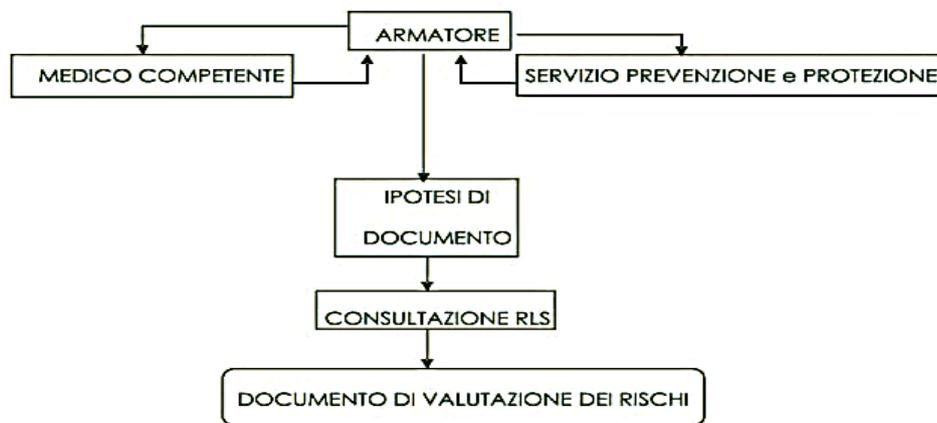 ARMATORE
MEDICO COMPETENTE
SERVIZIO PREVENZIONE e PROTEZIONE
IPOTESI DI
DOCUMENTO
CONSULTAZIONE RLS
DOCUMENTO DI VALUTAZIONE DEI RISCHI